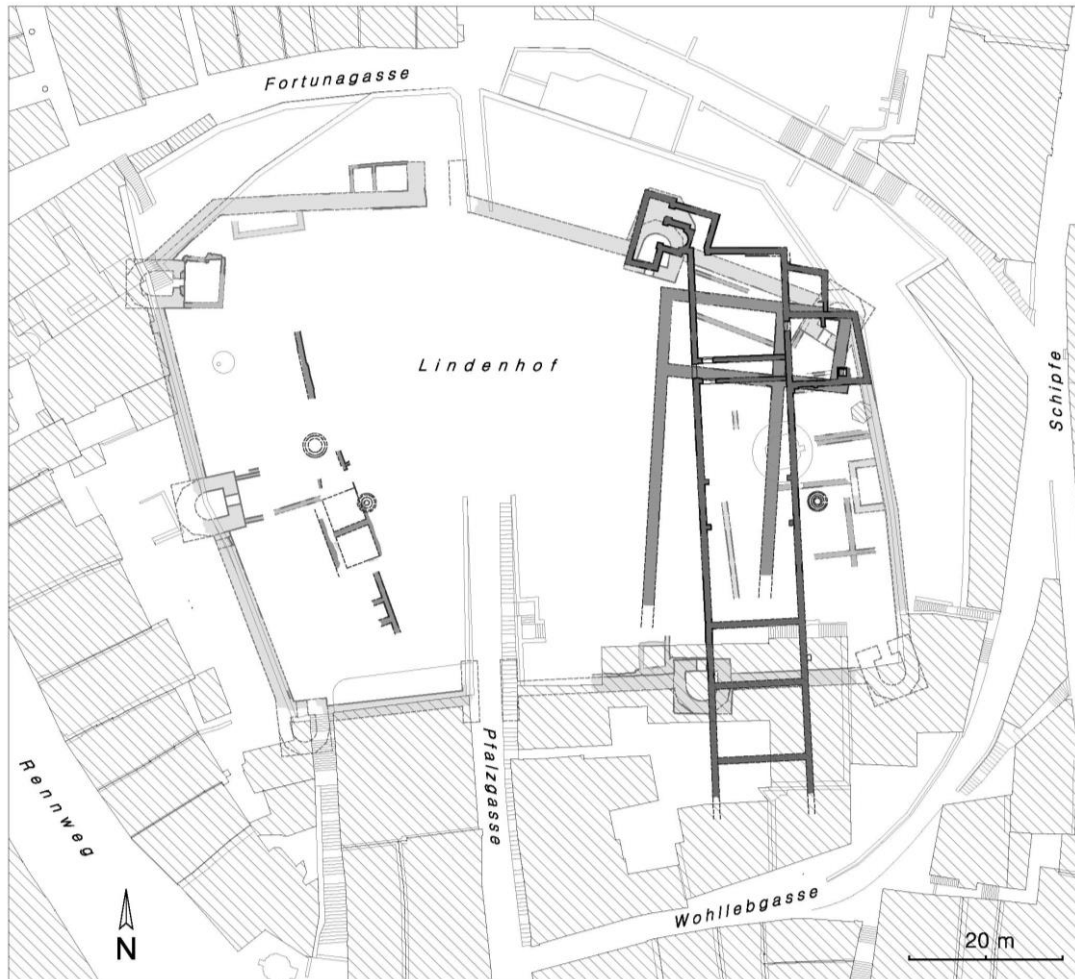 Fortunagasse
Lindenhof
Schipfe
Pfalzgasse
Rennweg
Wohllebgasse
N
20 m